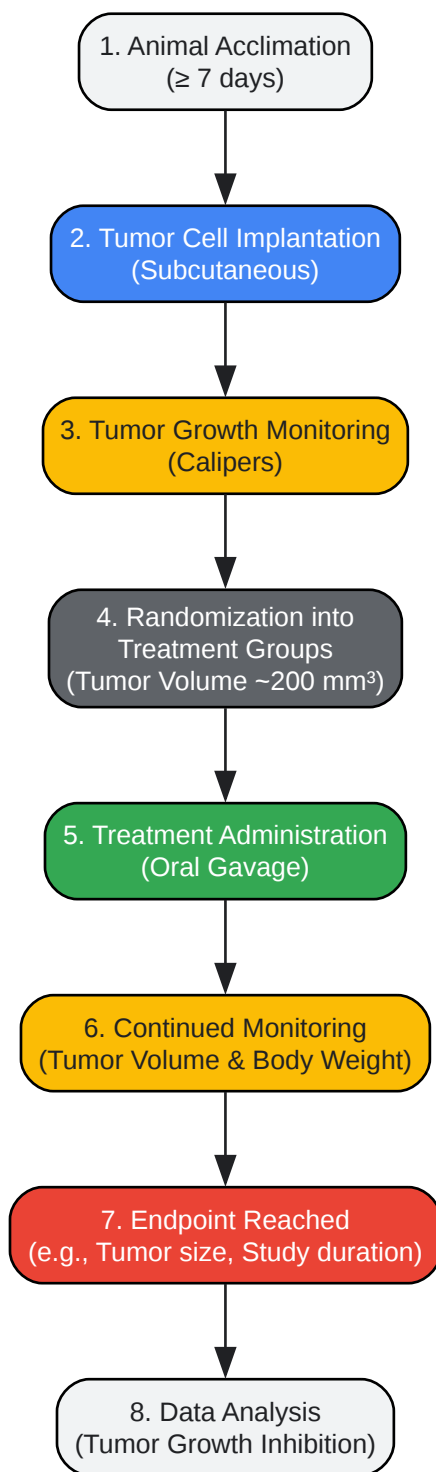 1. Animal Acclimation
(≥ 7 days)
2. Tumor Cell Implantation
(Subcutaneous)
3. Tumor Growth Monitoring
(Calipers)
4. Randomization into
Treatment Groups
(Tumor Volume ~200 mm³)
5. Treatment Administration
(Oral Gavage)
6. Continued Monitoring
(Tumor Volume & Body Weight)
7. Endpoint Reached
(e.g., Tumor size, Study duration)
8. Data Analysis
(Tumor Growth Inhibition)